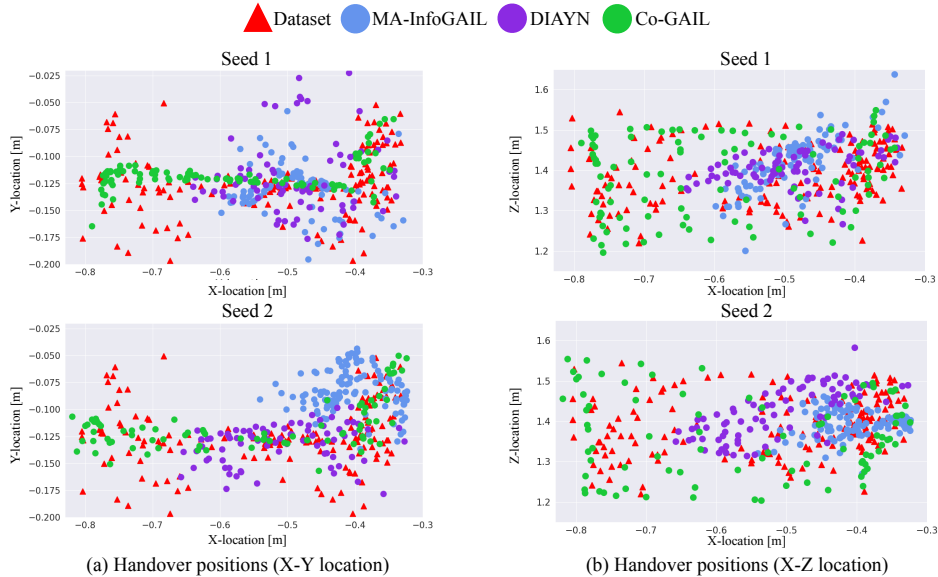 Dataset MA-InfoGAIL DIAYN Co-GAIL
Seed 1
Y-location [m]
−0.025
−0.050
−0.075
−0.100
−0.125
−0.150
−0.175
−0.200
−0.8 −0.7 −0.6 −0.5 −0.4 −0.3
X-location [m]
Seed 1
Z-location [m]
1.6
1.5
1.4
1.3
1.2
−0.8 −0.7 −0.6 −0.5 −0.4 −0.3
X-location [m]
Seed 2
Y-location [m]
−0.025
−0.050
−0.075
−0.100
−0.125
−0.150
−0.175
−0.200
−0.8 −0.7 −0.6 −0.5 −0.4 −0.3
X-location [m]
Seed 2
Z-location [m]
1.6
1.5
1.4
1.3
1.2
−0.8 −0.7 −0.6 −0.5 −0.4 −0.3
X-location [m]
(a) Handover positions (X-Y location)
(b) Handover positions (X-Z location)